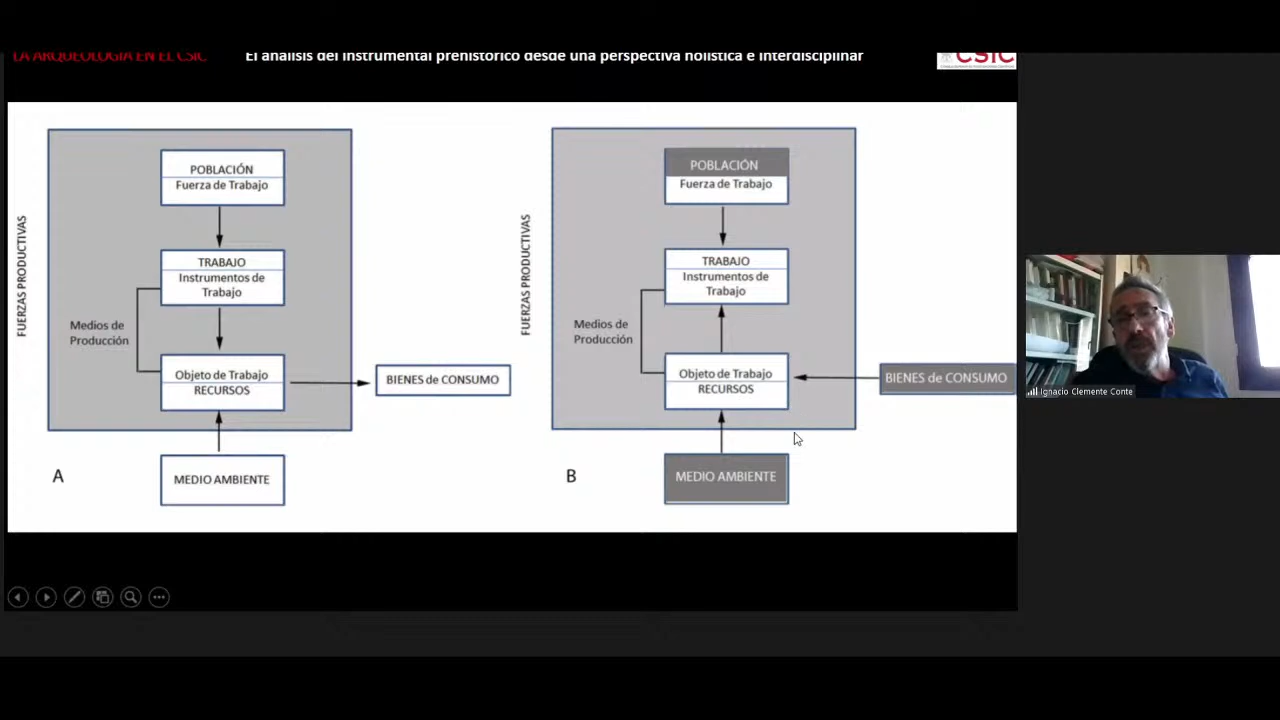 LA ARQUEOLOGÍA EN EL CSIC
El análisis del instrumental prehistórico desde una perspectiva holística e interdisciplinar
CSIC
FUERZAS PRODUCTIVAS
POBLACIÓN
Fuerza de Trabajo
TRABAJO
Instrumentos de
Trabajo
Medios de
Producción
Objeto de Trabajo
RECURSOS
BIENES de CONSUMO
MEDIO AMBIENTE
A
FUERZAS PRODUCTIVAS
POBLACIÓN
Fuerza de Trabajo
TRABAJO
Instrumentos de
Trabajo
Medios de
Producción
Objeto de Trabajo
RECURSOS
BIENES de CONSUMO
MEDIO AMBIENTE
B
Ignacio Clemente Conte